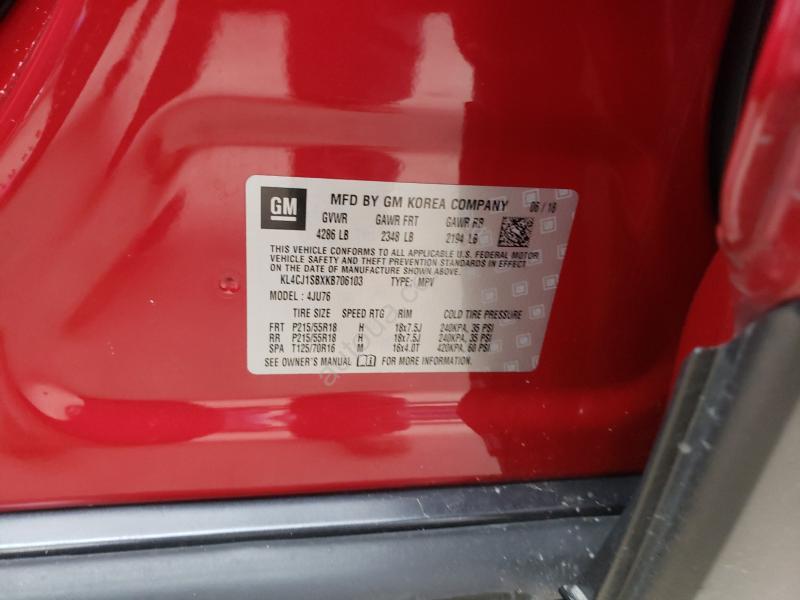 GM MFD BY GM KOREA COMPANY 06 / 18
GVWR GAWR FRT GAWR RR
4286 LB 2348 LB 2194 LB
THIS VEHICLE CONFORMS TO ALL APPLICABLE U.S. FEDERAL MOTOR
VEHICLE SAFETY AND THEFT PREVENTION STANDARDS IN EFFECT
ON THE DATE OF MANUFACTURE SHOWN ABOVE.
KL4CJ1SBXKB706103 TYPE: MPV
MODEL : 4JU76
TIRE SIZE SPEED RTG RIM COLD TIRE PRESSURE
FRT P215/55R18 H 18x7.5J 240KPA, 35 PSI
RR P215/55R18 H 18x7.5J 240KPA, 35 PSI
SPA T125/70R16 M 16x4.0T 420KPA, 60 PSI
SEE OWNER'S MANUAL FOR MORE INFORMATION.